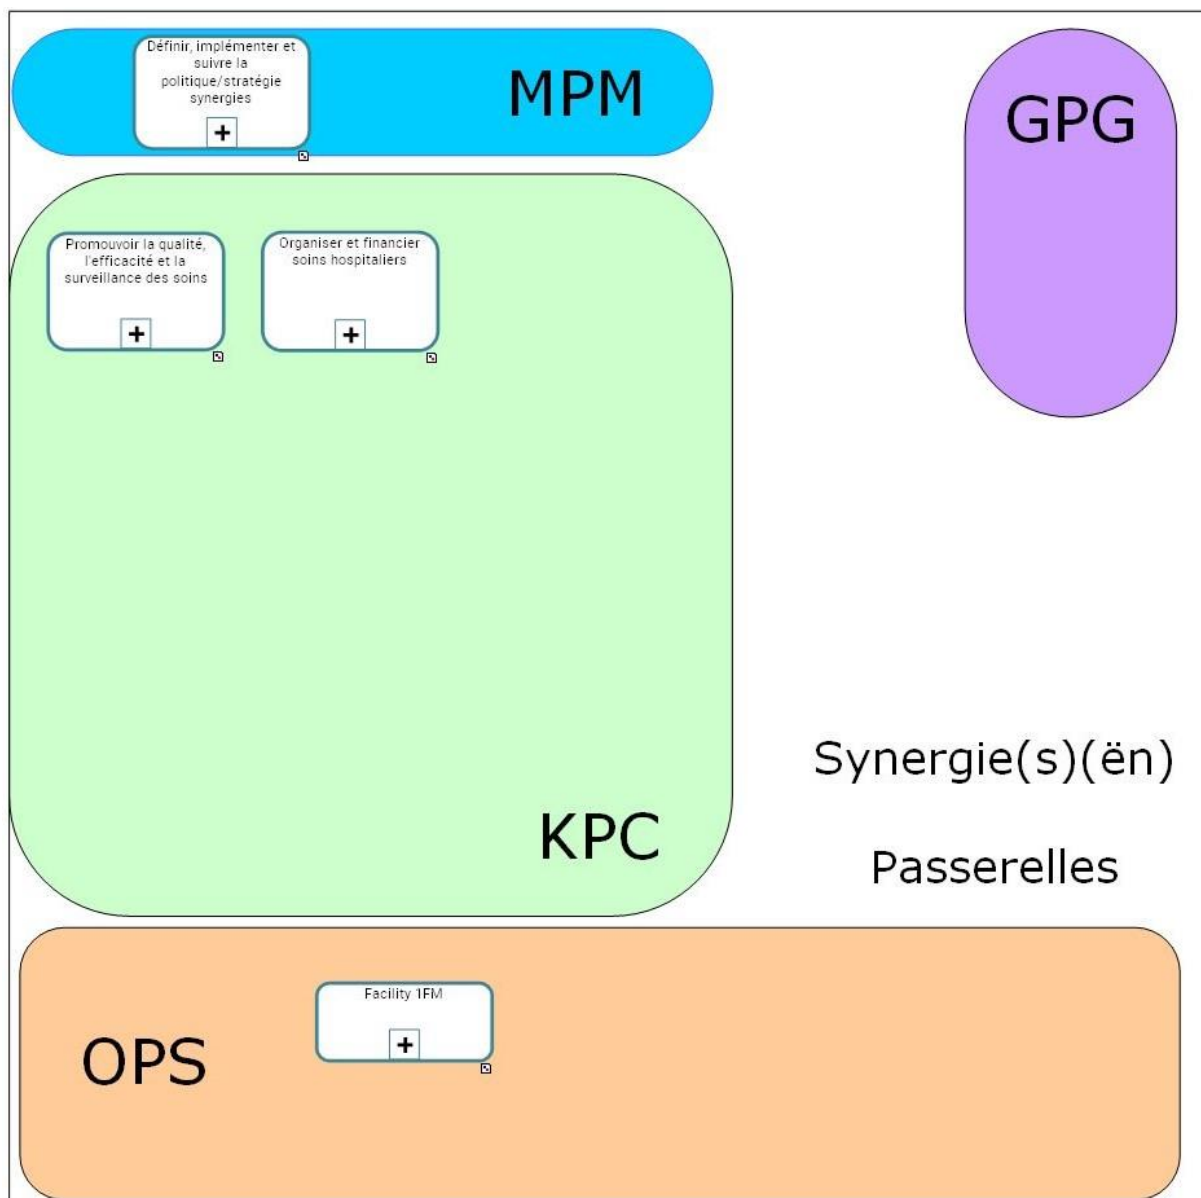 Définir, implémenter et
suivre la
politique/stratégie
synergies
MPM
GPG
Promouvoir la qualité,
l'efficacité et la
surveillance des soins
Organiser et financier
soins hospitaliers
KPC
Synergie(s)(ën)
Passerelles
OPS
Facility 1FM